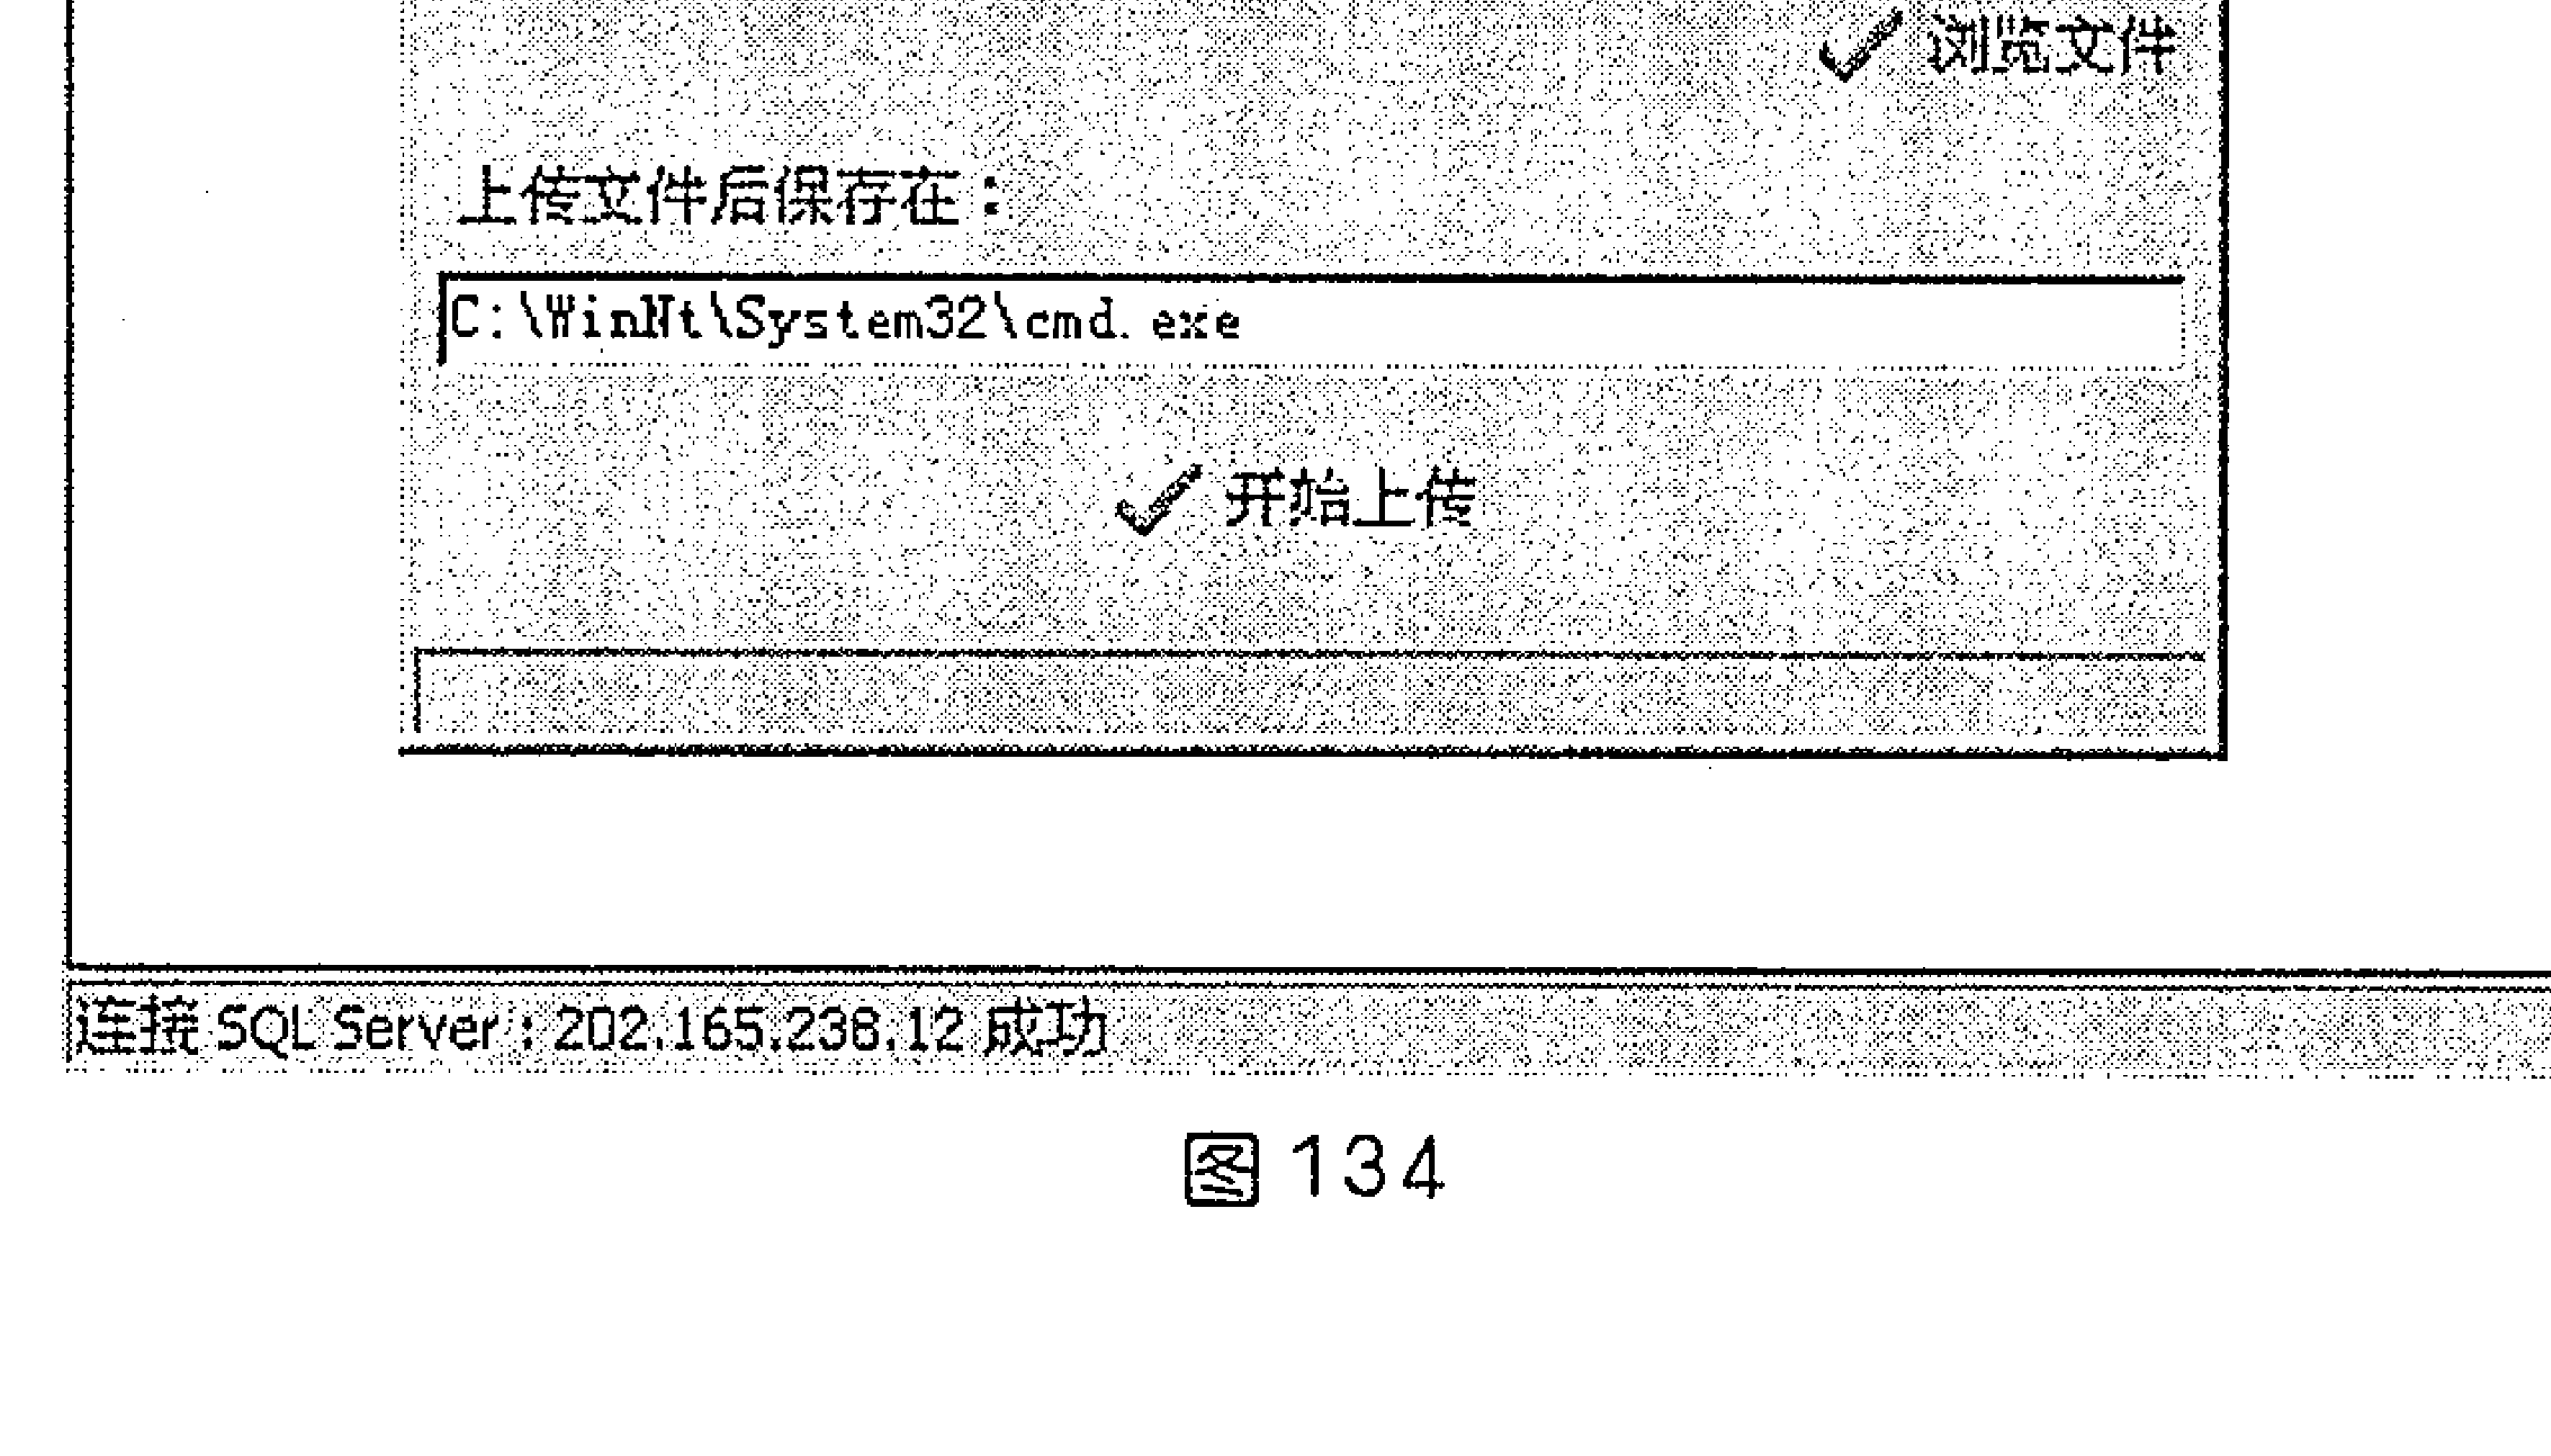 浏览文件
上传文件后保存在：
C:\WinNt\System32\cmd.exe
开始上传
连接 SQL Server : 202.165.238.12 成功
图 134